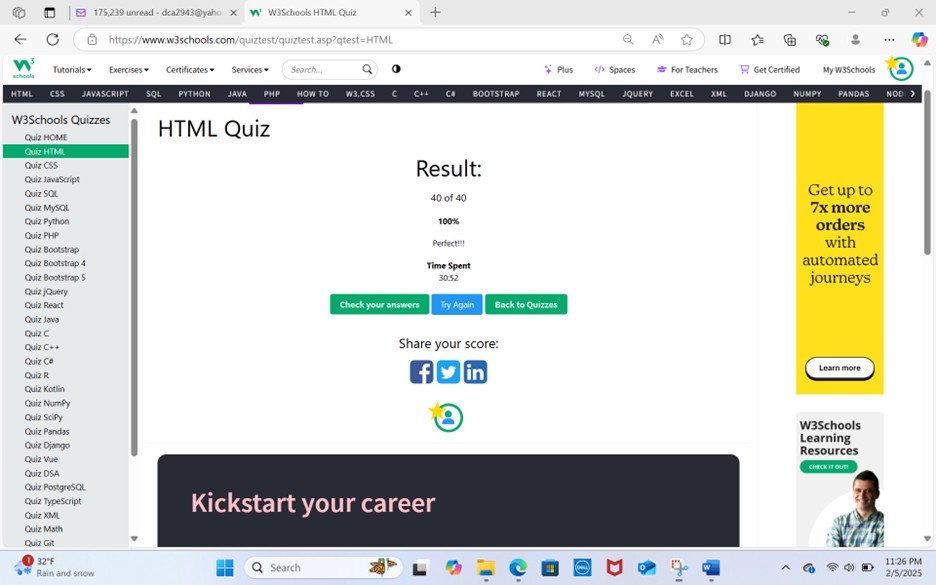 175,239 unread - dca2943@yaho
W3Schools HTML Quiz
https://www.w3schools.com/quiztest/quiztest.asp?qtest=HTML
W3 schools
Tutorials
Exercises
Certificates
Services
Search...
Plus
Spaces
For Teachers
Get Certified
My W3Schools
HTML CSS JAVASCRIPT SQL PYTHON JAVA PHP HOW TO W3.CSS C C++ C# BOOTSTRAP REACT MYSQL JQUERY EXCEL XML DJANGO NUMPY PANDAS NOD
W3Schools Quizzes
Quiz HOME
Quiz HTML
Quiz CSS
Quiz JavaScript
Quiz SQL
Quiz MySQL
Quiz Python
Quiz PHP
Quiz Bootstrap
Quiz Bootstrap 4
Quiz Bootstrap 5
Quiz jQuery
Quiz React
Quiz Java
Quiz C
Quiz C++
Quiz C#
Quiz R
Quiz Kotlin
Quiz NumPy
Quiz SciPy
Quiz Pandas
Quiz Django
Quiz Vue
Quiz DSA
Quiz PostgreSQL
Quiz TypeScript
Quiz XML
Quiz Math
Quiz Git
HTML Quiz
Result:
40 of 40
100%
Perfect!!!
Time Spent
30:52
Check your answers
Try Again
Back to Quizzes
Share your score:
Kickstart your career
Get up to
7x more
orders
with
automated
journeys
Learn more
W3Schools
Learning
Resources
CHECK IT OUT!
1
32°F
Rain and snow
Search
DELL
11:26 PM
2/5/2025